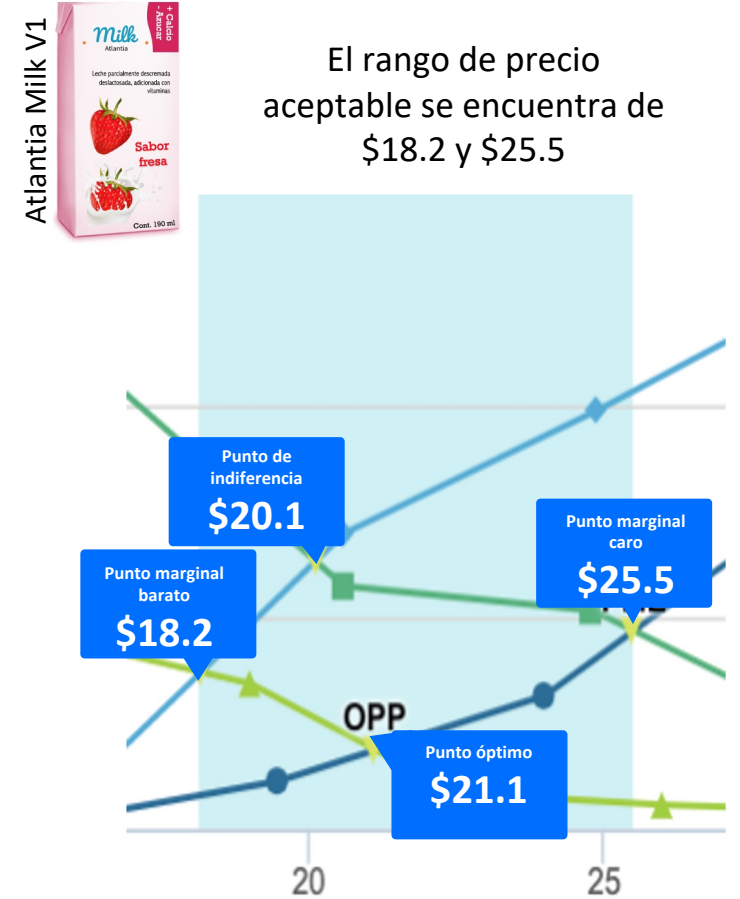 Atlantia Milk V1
+ Calcio
- Azucar
Milk
Atlantia
Leche parcialmente descremada
deslactosada, adicionada con
vitaminas
Sabor
fresa
Cont. 190 ml
El rango de precio
aceptable se encuentra de
$18.2 y $25.5
Punto de
indiferencia
$20.1
Punto marginal
caro
$25.5
Punto marginal
barato
$18.2
OPP
Punto óptimo
$21.1
20
25